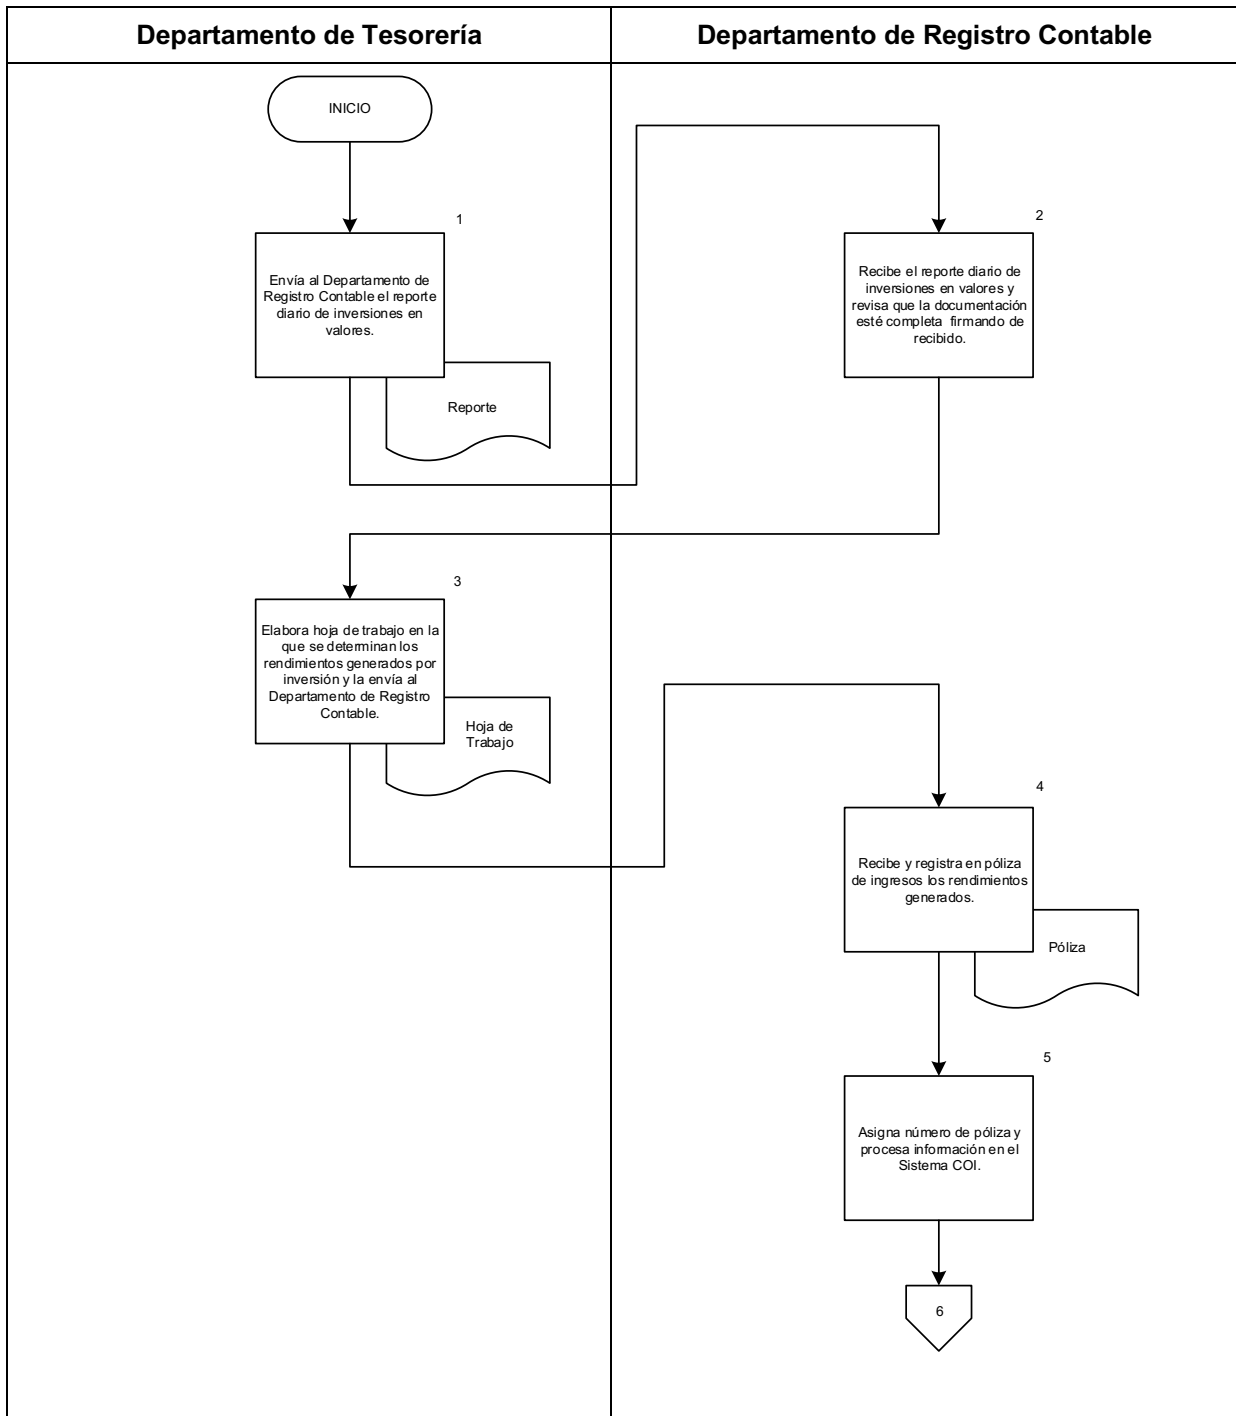 Departamento de Tesorería
Departamento de Registro Contable
INICIO
1
Envía al Departamento de
Registro Contable el reporte
diario de inversiones en
valores.
Reporte
2
Recibe el reporte diario de
inversiones en valores y
revisa que la documentación
esté completa firmando de
recibido.
3
Elabora hoja de trabajo en la
que se determinan los
rendimientos generados por
inversión y la envía al
Departamento de Registro
Contable.
Hoja de
Trabajo
4
Recibe y registra en póliza
de ingresos los rendimientos
generados.
Póliza
5
Asigna número de póliza y
procesa información en el
Sistema COI.
6